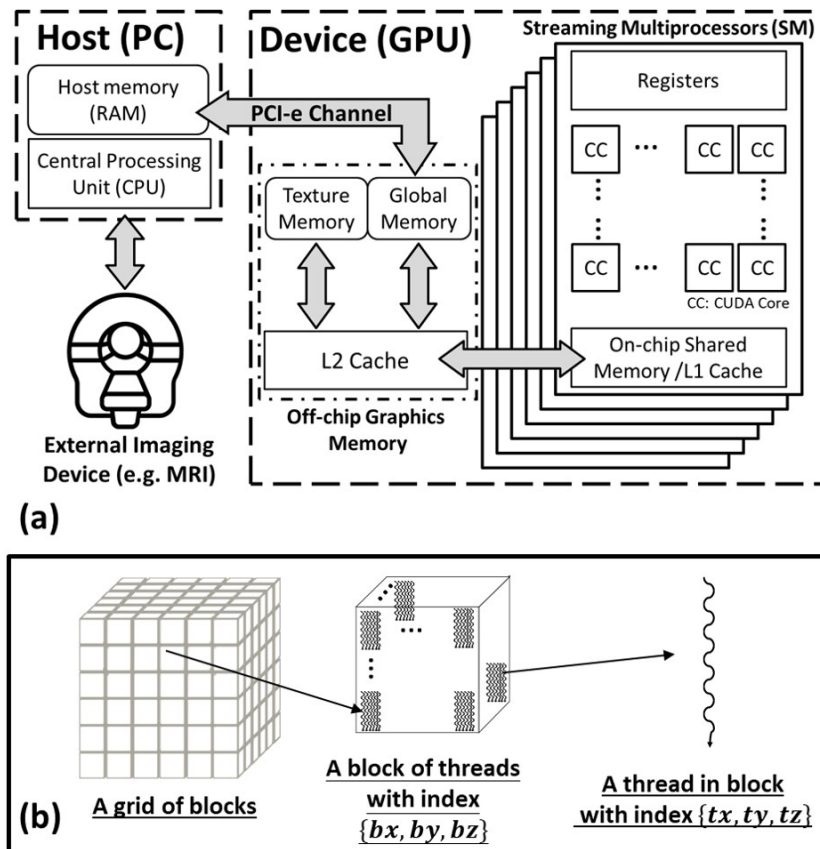 Host (PC)
Host memory
(RAM)
Central Processing
Unit (CPU)
External Imaging
Device (e.g. MRI)
PCI-e Channel
Device (GPU)
Texture
Memory
Global
Memory
L2 Cache
Off-chip Graphics
Memory
Streaming Multiprocessors (SM)
Registers
CC ••• CC CC
CC ••• CC CC
CC: CUDA Core
On-chip Shared
Memory /L1 Cache
(a)
A grid of blocks
A block of threads
with index
{bx, by, bz}
A thread in block
with index {tx, ty, tz}
(b)